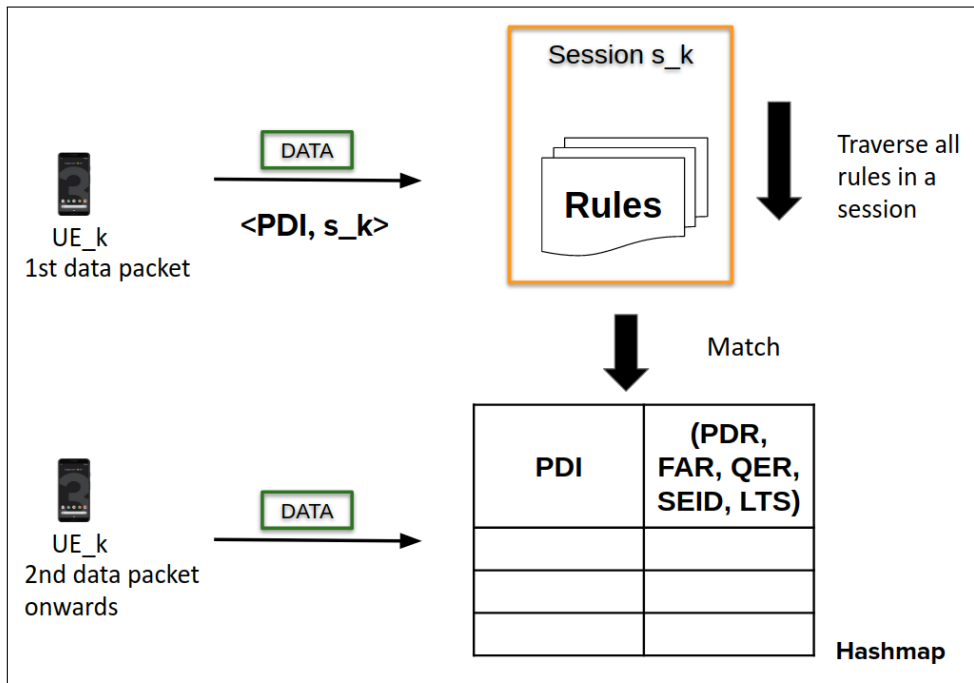 Session s_k
DATA
Rules
Traverse all
rules in a
session
<PDI, s_k>
UE_k
1st data packet
Match
PDI
(PDR,
FAR, QER,
SEID, LTS)
DATA
UE_k
2nd data packet
onwards
Hashmap